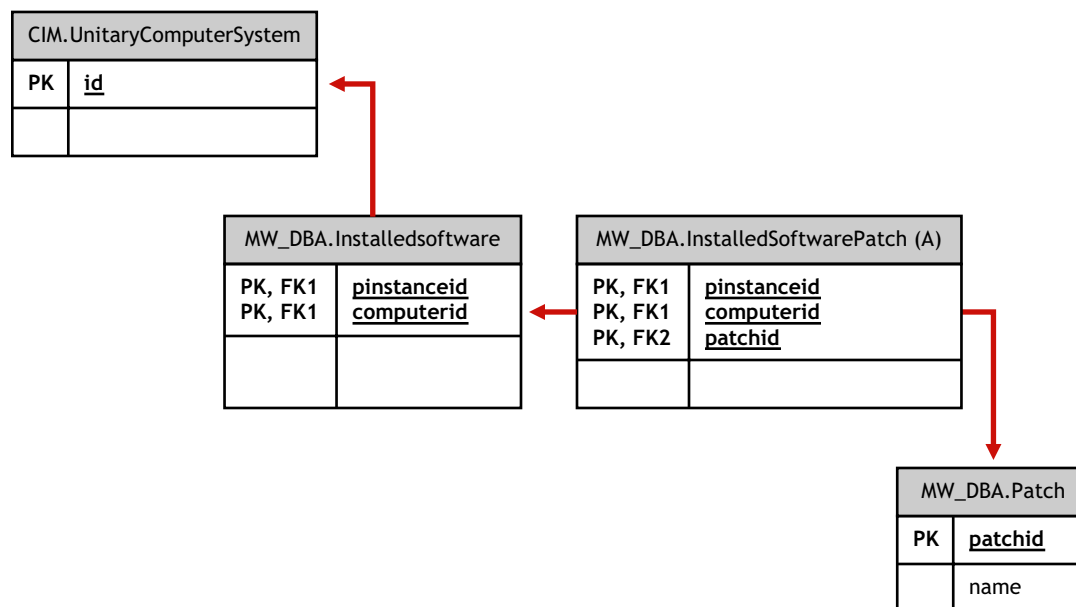 CIM.UnitaryComputerSystem
PK id
MW_DBA.Installedsoftware
PK, FK1 pinstanceid
PK, FK1 computerid
MW_DBA.InstalledSoftwarePatch (A)
PK, FK1 pinstanceid
PK, FK1 computerid
PK, FK2 patchid
MW_DBA.Patch
PK patchid
name